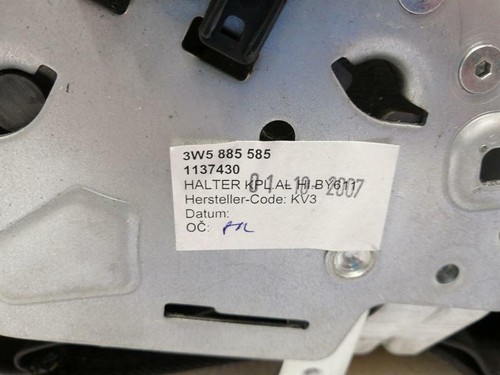 3W5 885 585
1137430
HALTER KPL.AL HI BY611
01 -10- 2007
Hersteller-Code: KV3
Datum:
OČ: